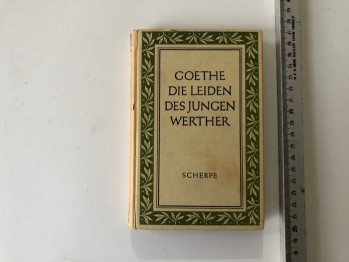 GOETHE
DIE LEIDEN
DES JUNGEN
WERTHER
SCHERPE